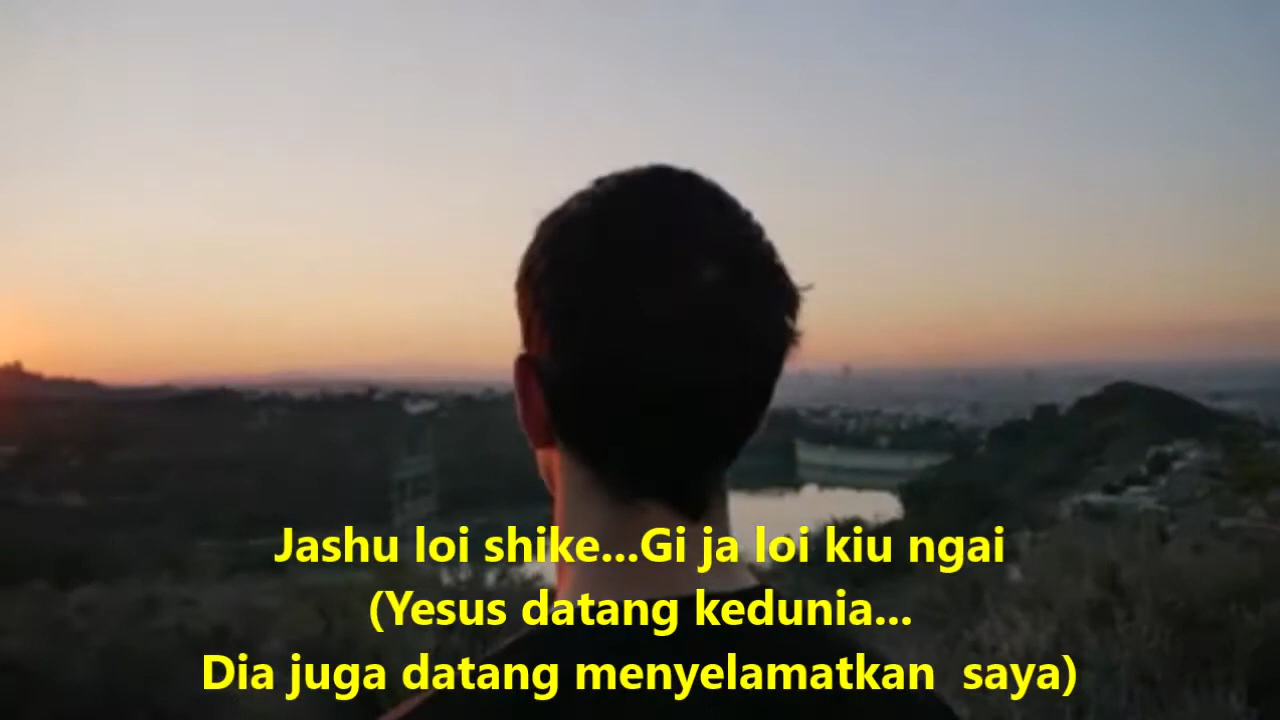 Jashu loi shike...Gi ja loi kiu ngai
(Yesus datang kedunia...
Dia juga datang menyelamatkan  saya)